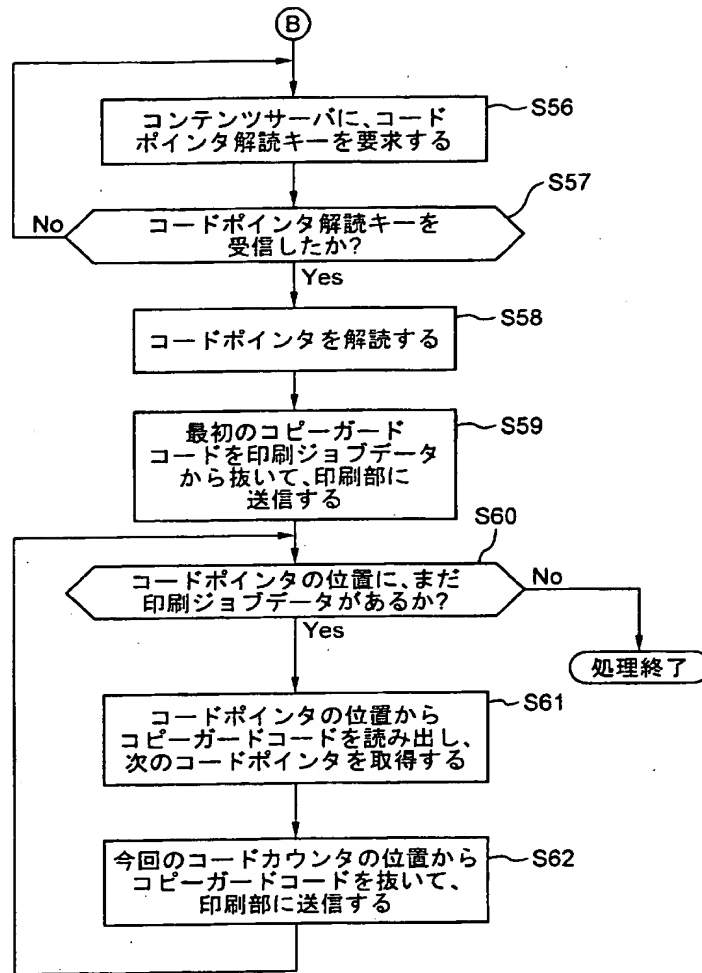 B
コンテンツサーバに、コード
ポインタ解読キーを要求する
S56
S57
コードポインタ解読キーを
受信したか?
No
Yes
S58
コードポインタを解読する
S59
最初のコピーガード
コードを印刷ジョブデータ
から抜いて、印刷部に
送信する
S60
コードポインタの位置に、まだ
印刷ジョブデータがあるか?
No
Yes
処理終了
S61
コードポインタの位置から
コピーガードコードを読み出し、
次のコードポインタを取得する
S62
今回のコードカウンタの位置から
コピーガードコードを抜いて、
印刷部に送信する